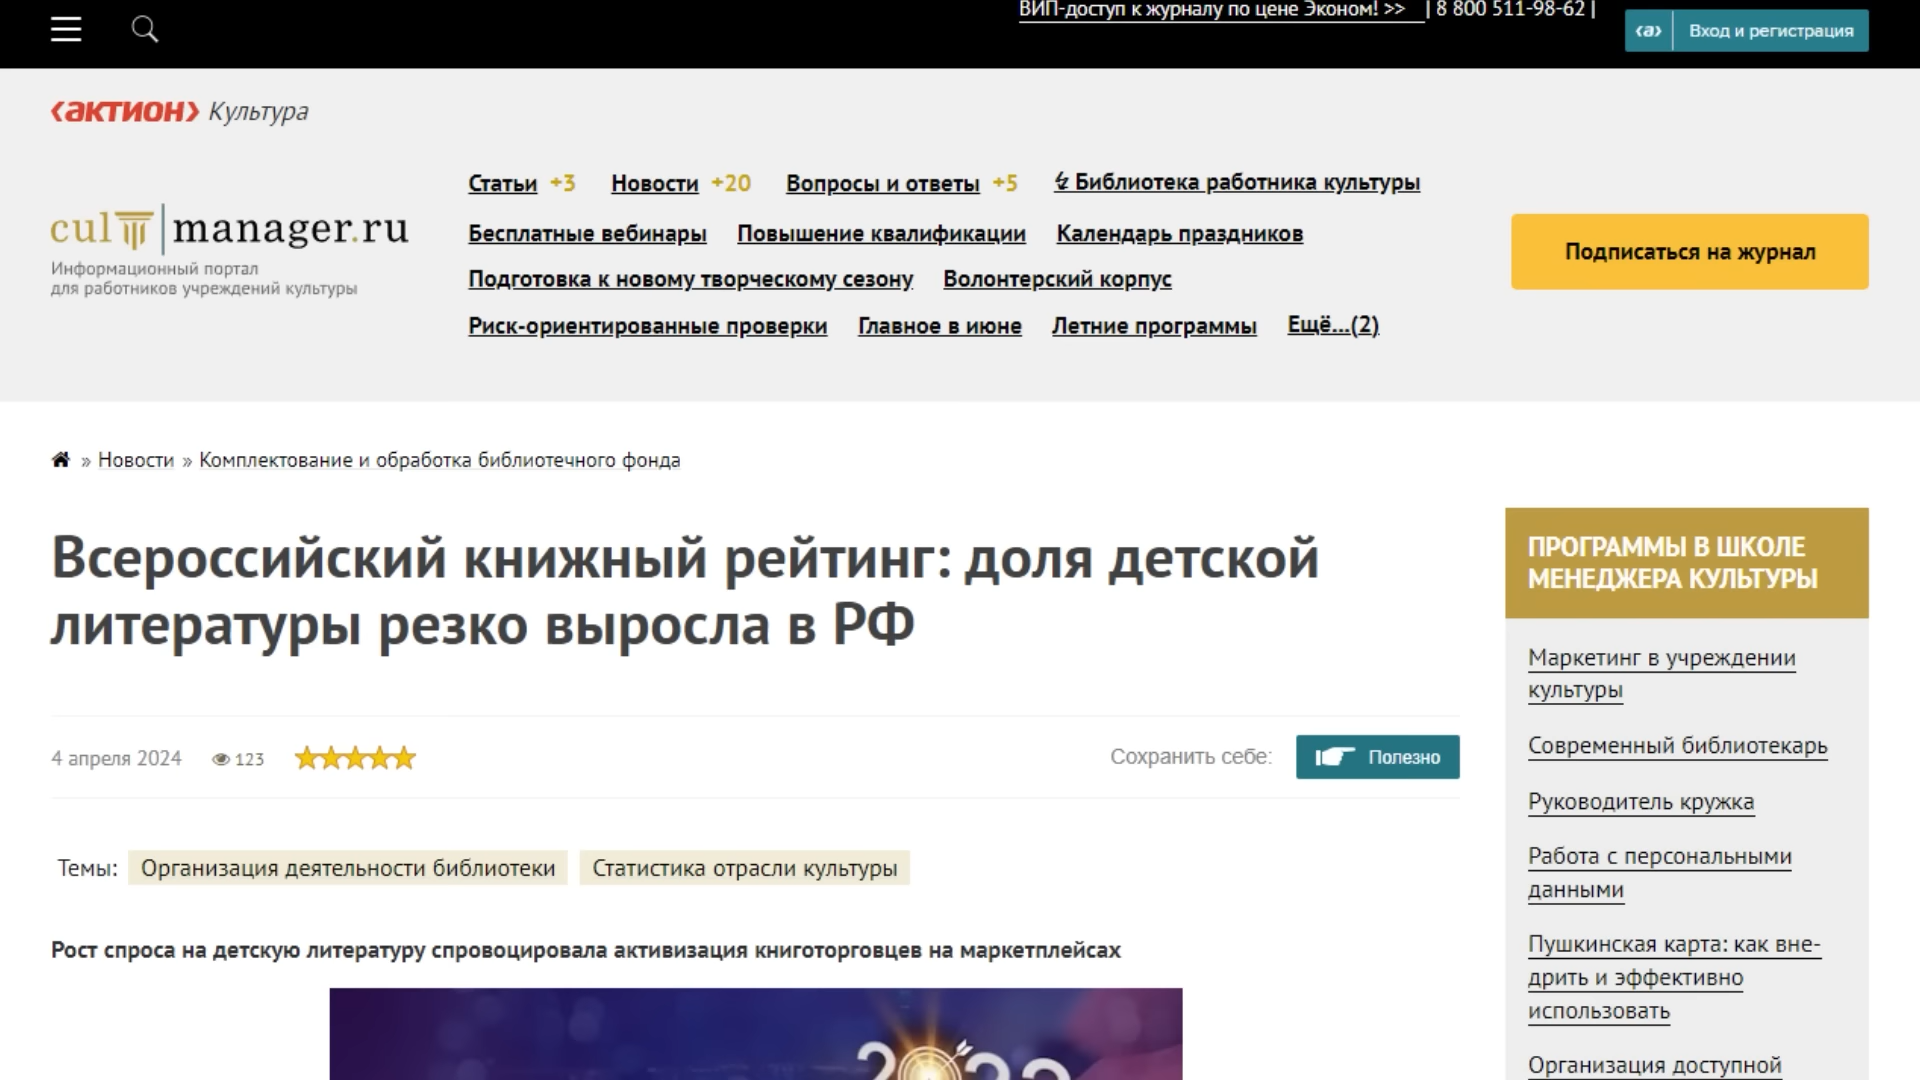 ВИП-доступ к журналу по цене Эконом! >> | 8 800 511-98-62 |
‹a› Вход и регистрация
‹актион› Культура
Статьи +3 Новости +20 Вопросы и ответы +5 Библиотека работника культуры
cult|manager.ru
Информационный портал
для работников учреждений культуры
Бесплатные вебинары Повышение квалификации Календарь праздников
Подготовка к новому творческому сезону Волонтерский корпус
Риск-ориентированные проверки Главное в июне Летние программы Ещё...(2)
Подписаться на журнал
» Новости » Комплектование и обработка библиотечного фонда
Всероссийский книжный рейтинг: доля детской
литературы резко выросла в РФ
4 апреля 2024 123
Сохранить себе: Полезно
Темы: Организация деятельности библиотеки Статистика отрасли культуры
Рост спроса на детскую литературу спровоцировала активизация книготорговцев на маркетплейсах
ПРОГРАММЫ В ШКОЛЕ
МЕНЕДЖЕРА КУЛЬТУРЫ
Маркетинг в учреждении
культуры
Современный библиотекарь
Руководитель кружка
Работа с персональными
данными
Пушкинская карта: как вне-
дрить и эффективно
использовать
Организация доступной